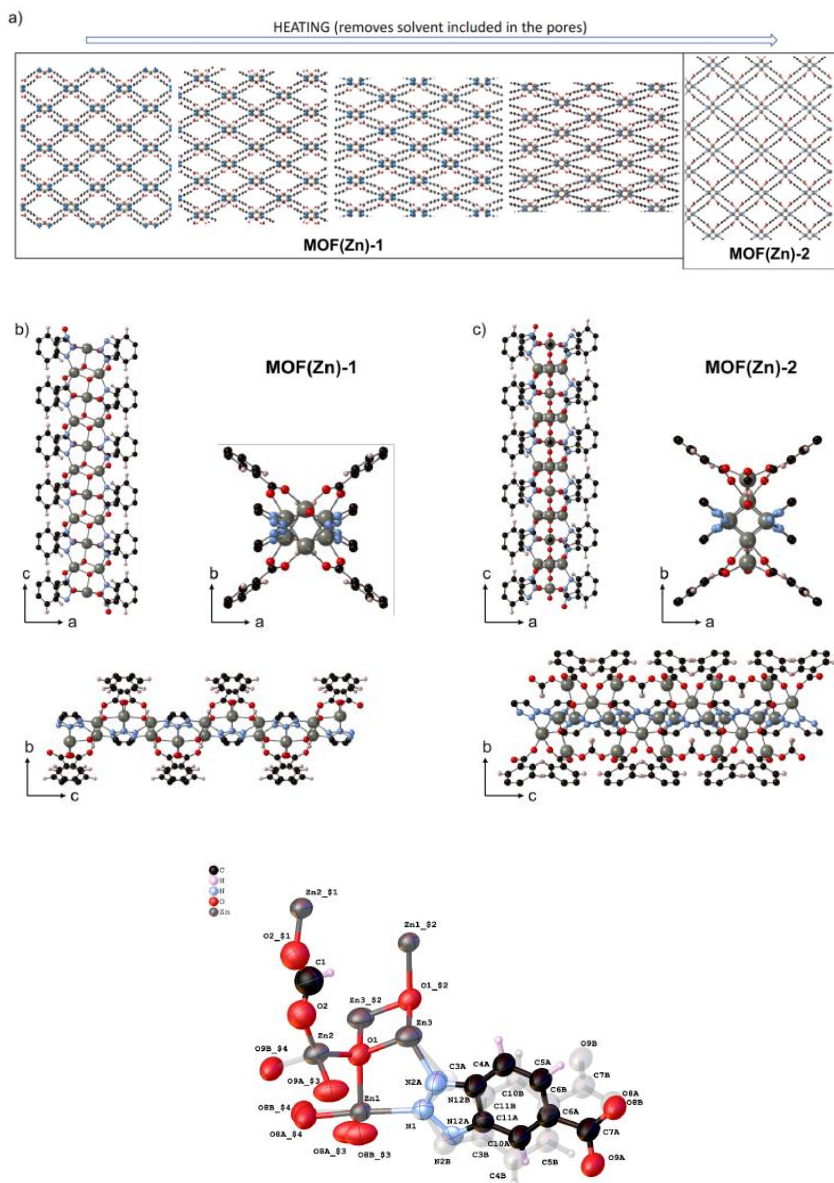 a)
HEATING (removes solvent included in the pores)
MOF(Zn)-1
MOF(Zn)-2
b)
MOF(Zn)-1
c
a
b
a
b
c
c)
MOF(Zn)-2
c
a
b
a
b
c
C
H
N
O
Zn
Zn2_$1
O2_$1
C1
O2
Zn2
O9B_$4
O9A_$3
O8B_$4
O8A_$4
O8A_$3
O8B_$3
Zn1
O1
Zn3_$2
Zn1_$2
O1_$2
Zn3
N2A
N1
N2B
N12A
N12B
C3A
C4A
C10B
C11B
C11A
C10A
C3B
C4B
C5B
C5A
C6B
C6A
C7A
C7B
O9B
O8A
O8B
O9A